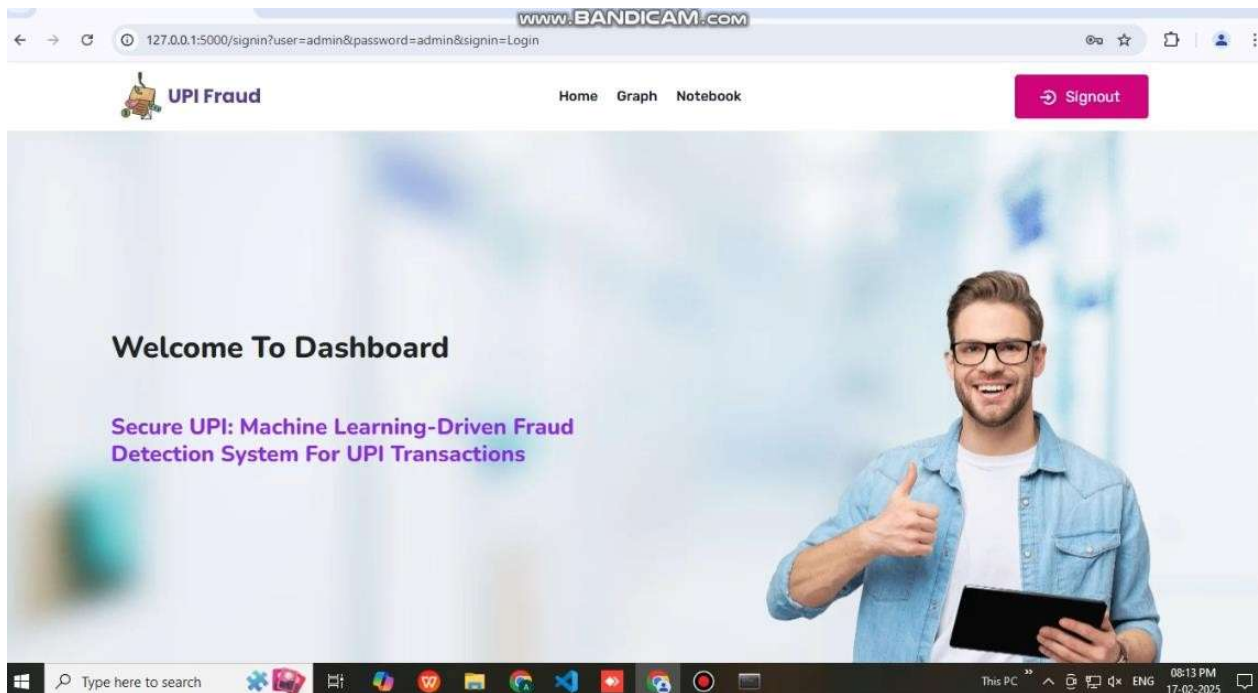 www.BANDICAM.com
127.0.0.1:5000/signin?user=admin&password=admin&signin=Login
UPI Fraud
Home Graph Notebook
Signout
Welcome To Dashboard
Secure UPI: Machine Learning-Driven Fraud
Detection System For UPI Transactions
Type here to search
This PC
ENG
08:13 PM
17-02-2025